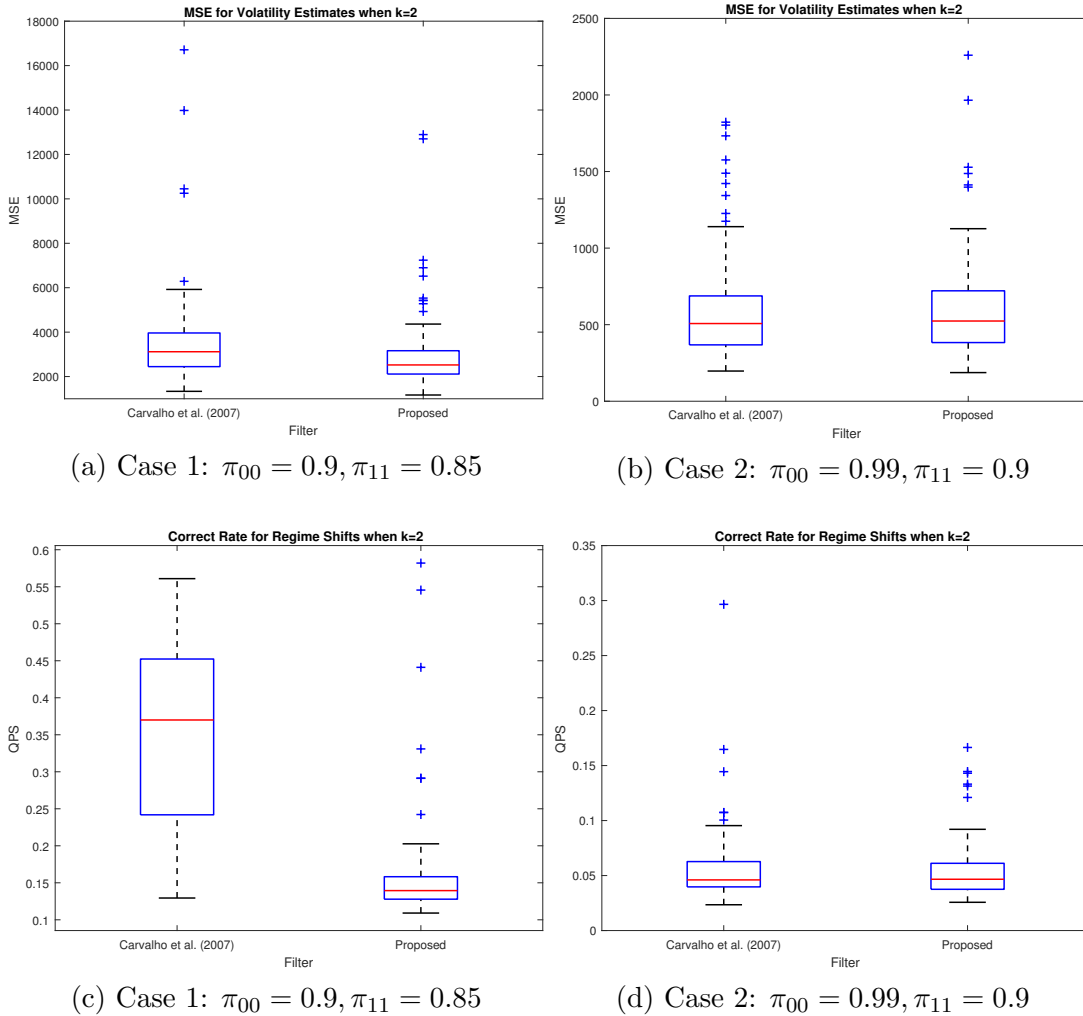 MSE for Volatility Estimates when k=2
18000
16000
14000
12000
10000
8000
6000
4000
2000
MSE
Carvalho et al. (2007)
Proposed
Filter
(a) Case 1: π00 = 0.9, π11 = 0.85
MSE for Volatility Estimates when k=2
2500
2000
1500
1000
500
0
MSE
Carvalho et al. (2007)
Proposed
Filter
(b) Case 2: π00 = 0.99, π11 = 0.9
Correct Rate for Regime Shifts when k=2
0.6
0.55
0.5
0.45
0.4
0.35
0.3
0.25
0.2
0.15
0.1
QPS
Carvalho et al. (2007)
Proposed
Filter
(c) Case 1: π00 = 0.9, π11 = 0.85
Correct Rate for Regime Shifts when k=2
0.35
0.3
0.25
0.2
0.15
0.1
0.05
0
QPS
Carvalho et al. (2007)
Proposed
Filter
(d) Case 2: π00 = 0.99, π11 = 0.9